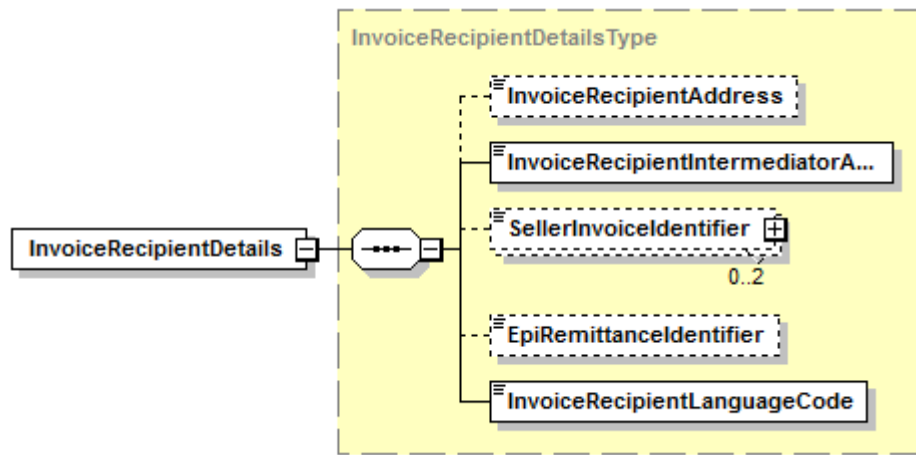 InvoiceRecipientDetailsType
InvoiceRecipientAddress
InvoiceRecipientIntermediatorA...
InvoiceRecipientDetails
SellerInvoiceIdentifier
0..2
EpiRemittanceIdentifier
InvoiceRecipientLanguageCode